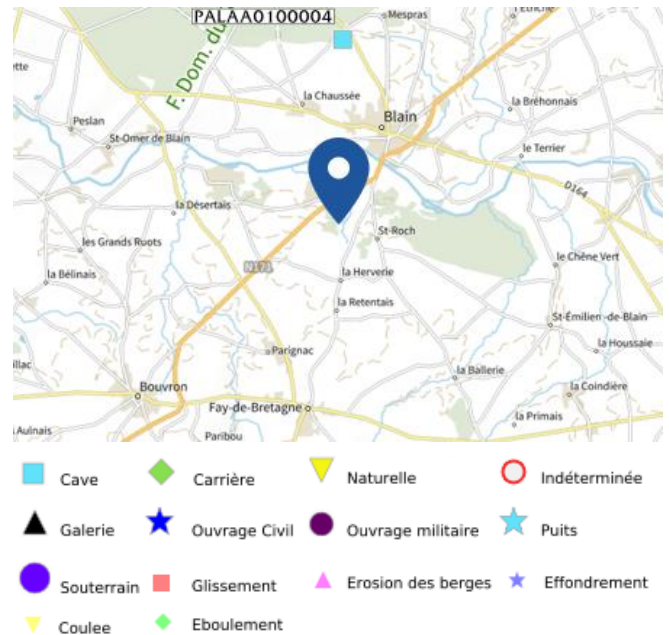 PALAA0100004
Mespras
l'Etriche
F. Dom. du
la Chaussée
la Bréhonnais
Blain
Peslan
St-Omer de Blain
le Terrier
D164
la Désertais
les Grands Roots
St-Roch
N171
le Chêne Vert
la Bélinais
la Herverie
la Retentais
St-Émilien-de-Blain
Parignac
la Houssaie
la Ballerie
Bouvron
la Coindière
Fay-de-Bretagne
la Primais
Aulnais
Paribou
Cave
Carrière
Naturelle
Indéterminée
Galerie
Ouvrage Civil
Ouvrage militaire
Puits
Souterrain
Glissement
Erosion des berges
Effondrement
Coulee
Eboulement